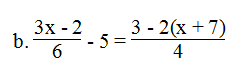 b. (3x - 2)/6 - 5 = (3 - 2(x + 7))/4